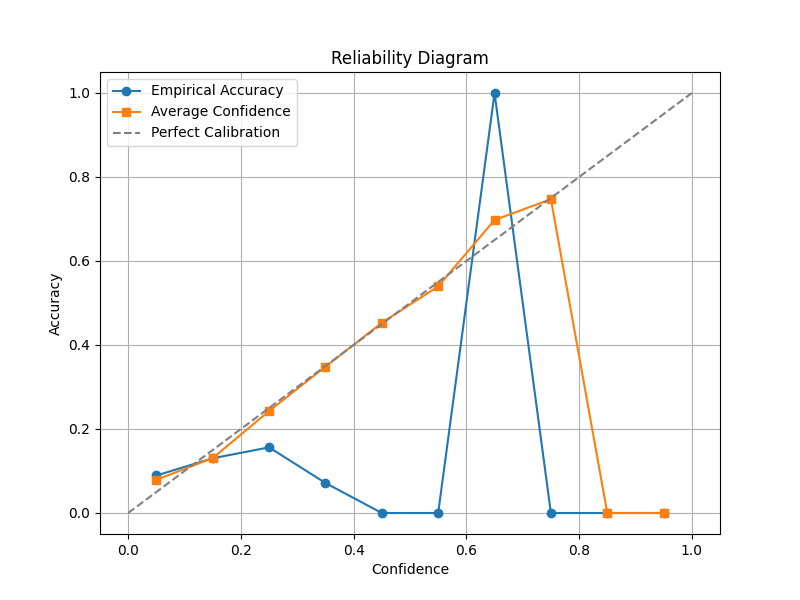 Reliability Diagram
Empirical Accuracy
Average Confidence
Perfect Calibration
1.0
0.8
0.6
0.4
0.2
0.0
Accuracy
0.0 0.2 0.4 0.6 0.8 1.0
Confidence